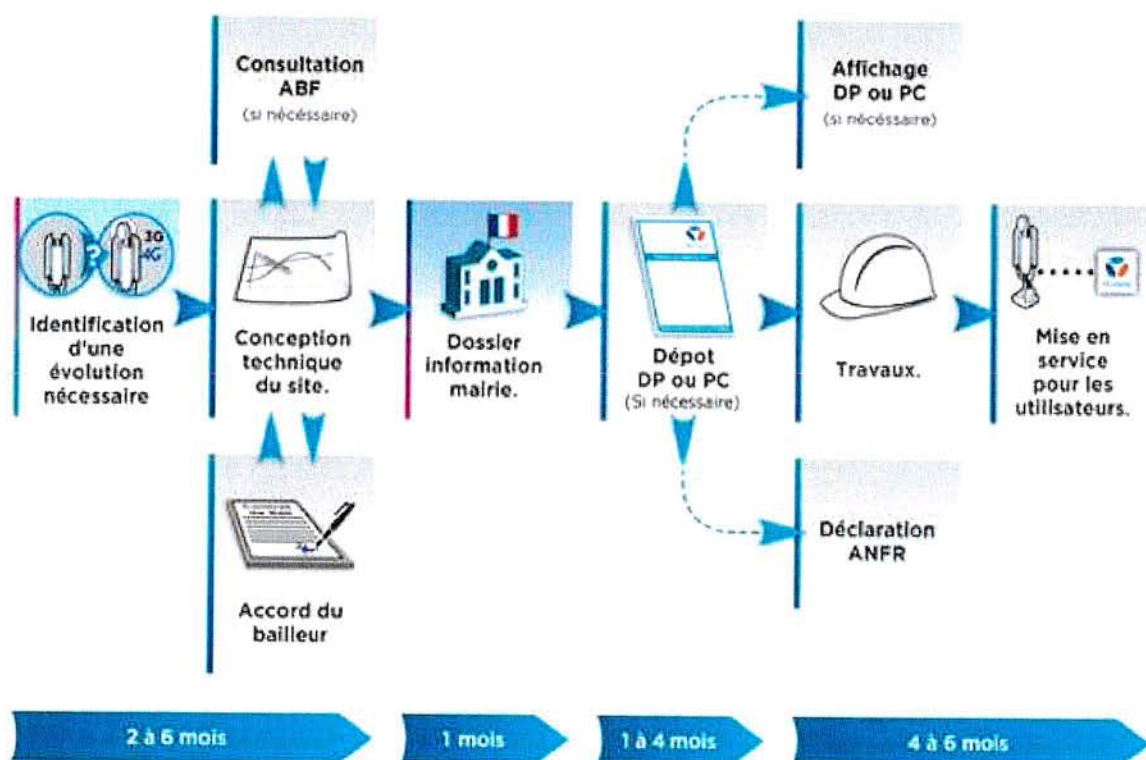 Consultation
ABF
(si nécéssaire)
Affichage
DP ou PC
(si nécéssaire)
3G
4G
?
Identification
d'une
évolution
nécessaire
Conception
technique
du site.
Dossier
information
mairie.
Dépot
DP ou PC
(Si nécessaire)
Travaux.
Mise en
service
pour les
utilisateurs.
Accord du
bailleur
Déclaration
ANFR
2 à 6 mois
1 mois
1 à 4 mois
4 à 6 mois